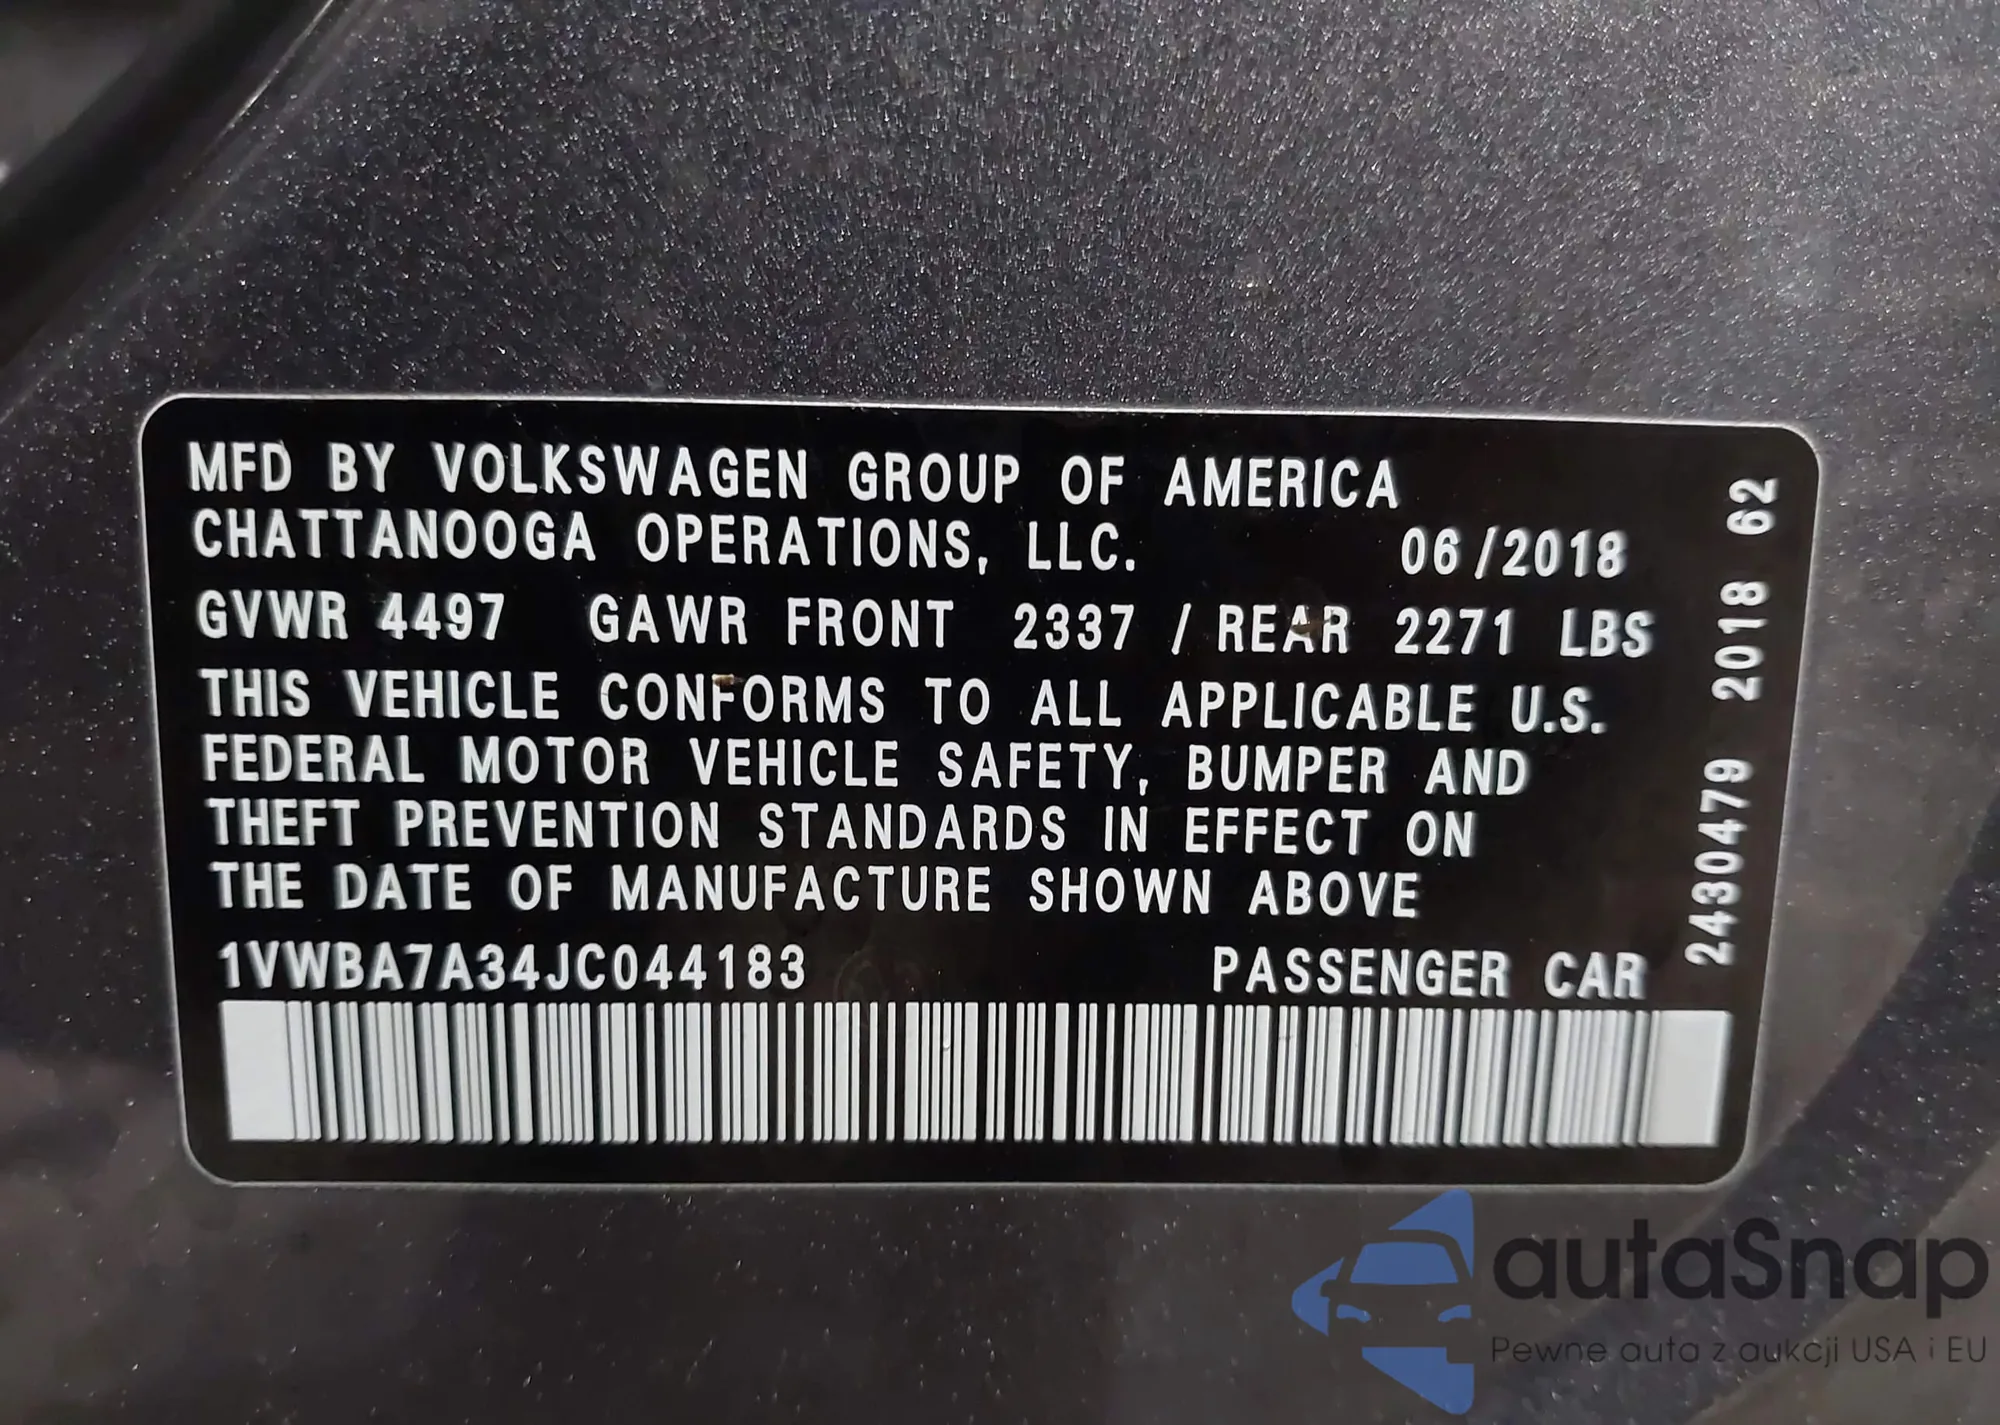 MFD BY VOLKSWAGEN GROUP OF AMERICA
CHATTANOOGA OPERATIONS, LLC. 06/2018
GVWR 4497 GAWR FRONT 2337 / REAR 2271 LBS
THIS VEHICLE CONFORMS TO ALL APPLICABLE U.S.
FEDERAL MOTOR VEHICLE SAFETY, BUMPER AND
THEFT PREVENTION STANDARDS IN EFFECT ON
THE DATE OF MANUFACTURE SHOWN ABOVE
1VWBA7A34JC044183 PASSENGER CAR
2430479 2018 62
autaSnap
Pewne auta z aukcji USA i EU